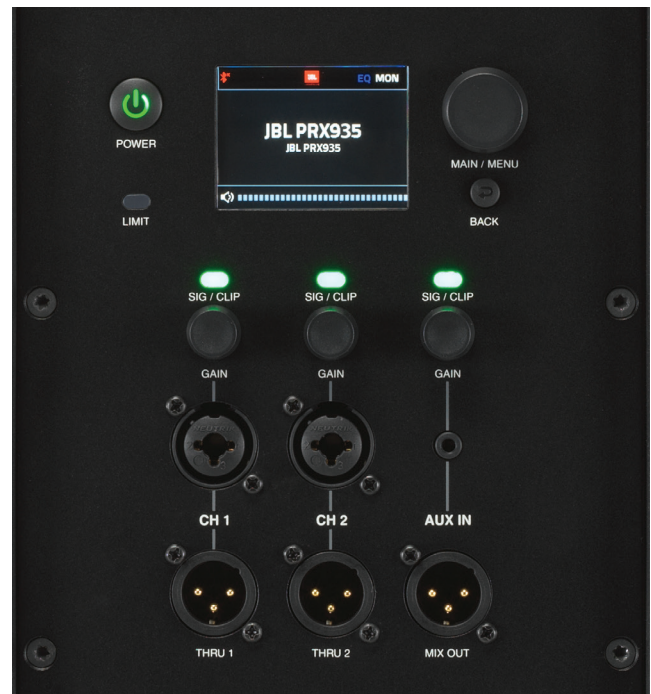 JBL
EQ MON
JBL PRX935
JBL PRX935
POWER
MAIN / MENU
LIMIT
BACK
SIG / CLIP
SIG / CLIP
SIG / CLIP
GAIN
GAIN
GAIN
CH 1
CH 2
AUX IN
THRU 1
THRU 2
MIX OUT